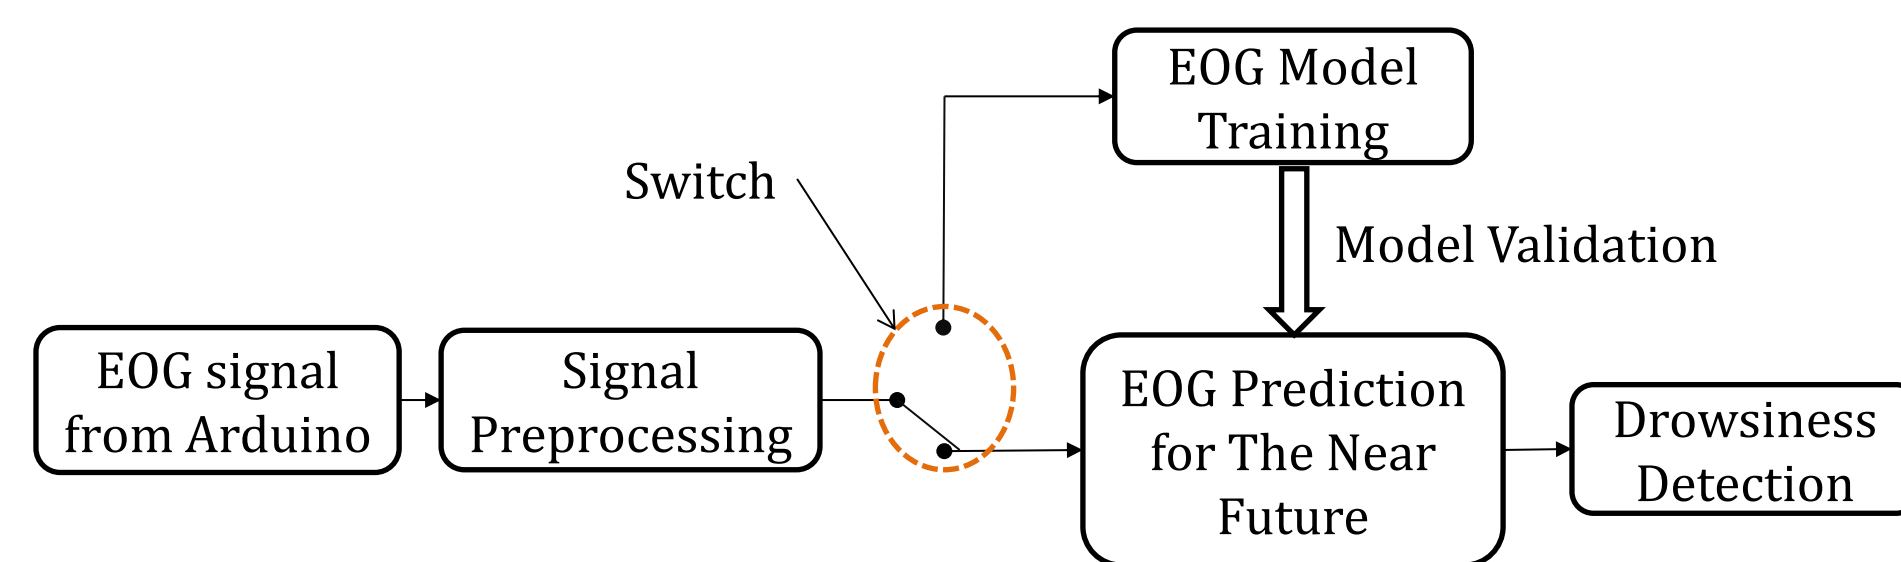 EOG Model
Training
Switch
Model Validation
EOG signal
from Arduino
Signal
Preprocessing
EOG Prediction
for The Near
Future
Drowsiness
Detection